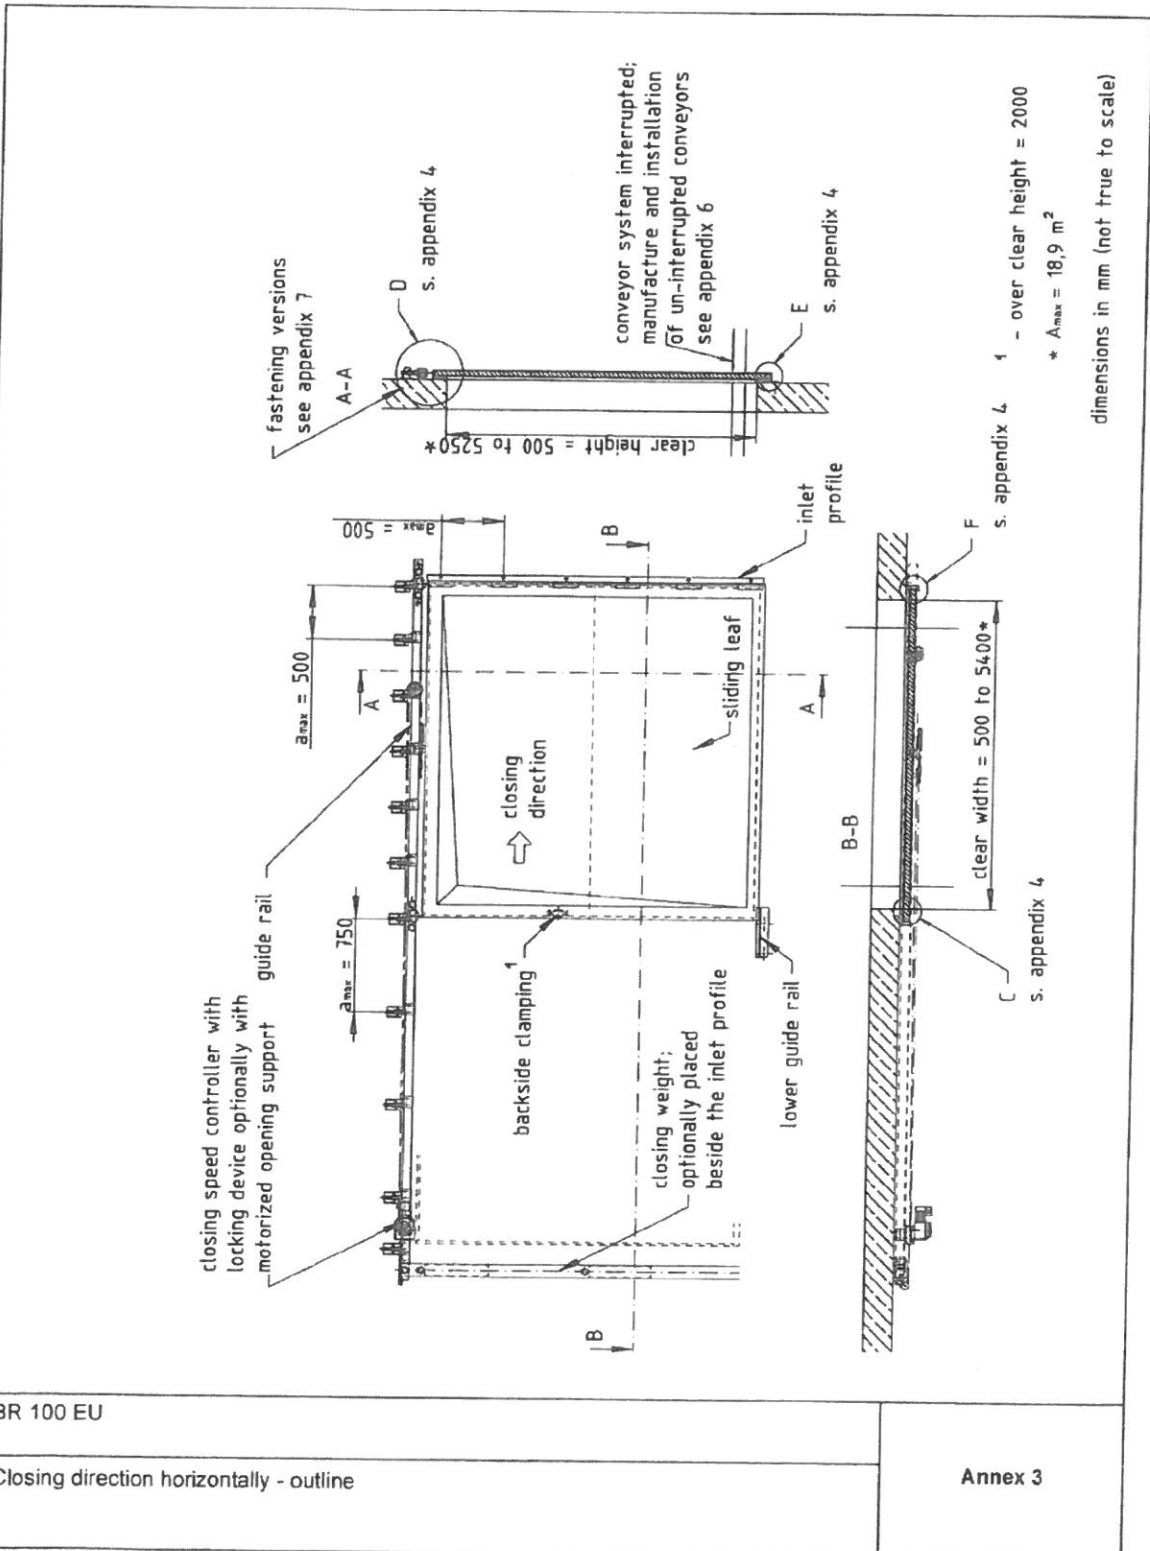 fastening versions
see appendix 7
A-A
D
s. appendix 4
clear height = 500 to 5250*
conveyor system interrupted;
manufacture and installation
of un-interrupted conveyors
see appendix 6
E
s. appendix 4
closing speed controller with
locking device optionally with
motorized opening support
guide rail
amax = 750
amax = 500
amax = 500
A
A
B
B
closing
direction
sliding leaf
inlet
profile
backside clamping1
closing weight;
optionally placed
beside the inlet profile
lower guide rail
B-B
clear width = 500 to 5400*
C
s. appendix 4
F
s. appendix 4
1 - over clear height = 2000
* Amax = 18,9 m²
dimensions in mm (not true to scale)
BR 100 EU
Closing direction horizontally - outline
Annex 3